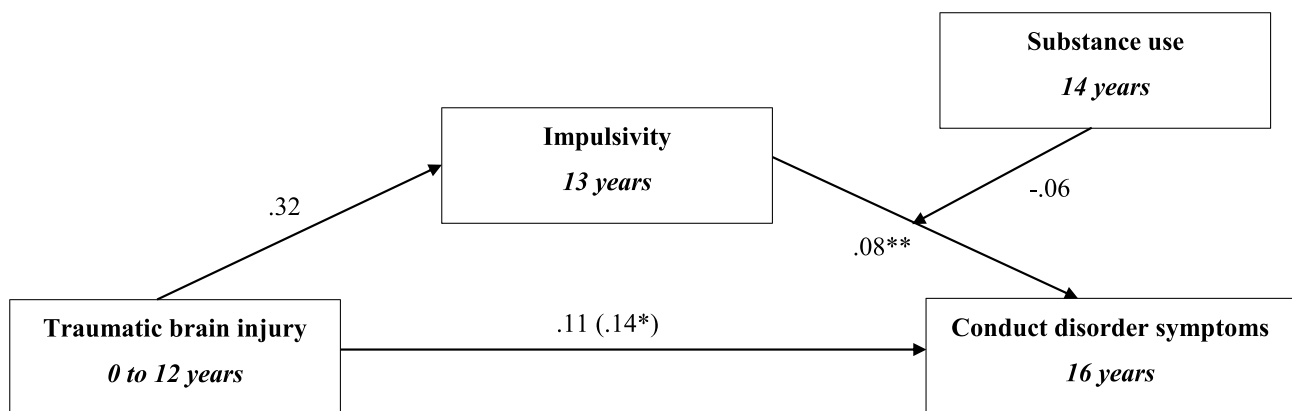 Substance use
14 years
Impulsivity
13 years
.32
-.06
.08**
Traumatic brain injury
0 to 12 years
.11 (.14*)
Conduct disorder symptoms
16 years